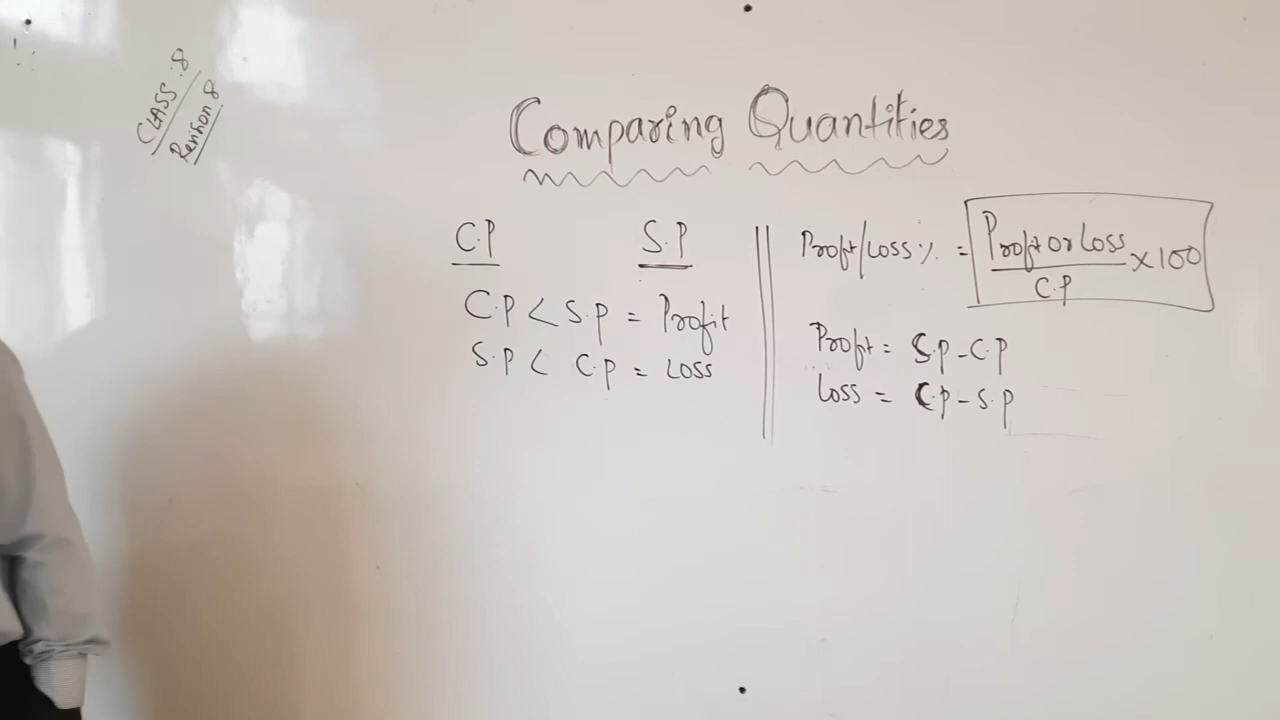 CLASS:8
Revision 8
Comparing Quantities
C.P S.P
C.P < S.P = Profit
S.P < C.P = Loss
Profit/Loss % = Profit or Loss / C.P × 100
Profit = S.P - C.P
Loss = C.P - S.P